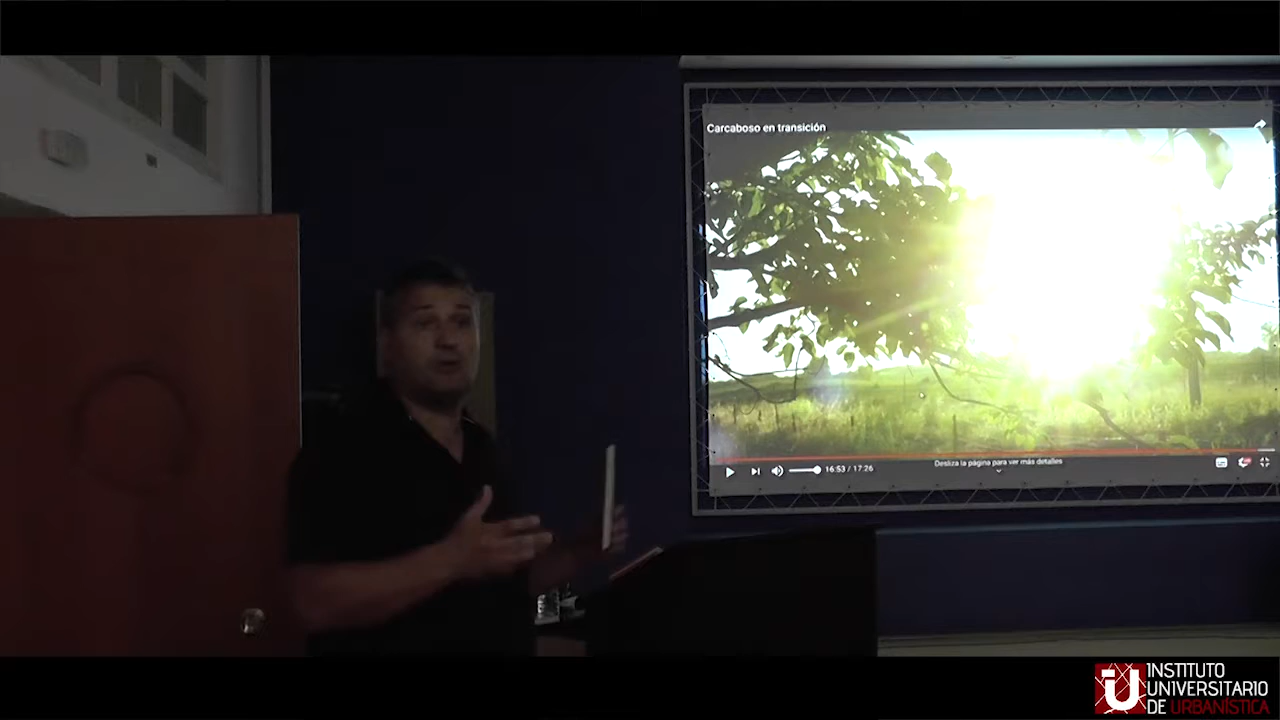 Carcaboso en transición
16:53 / 17:26
Desliza la página para ver más detalles
INSTITUTO
UNIVERSITARIO
DE URBANÍSTICA